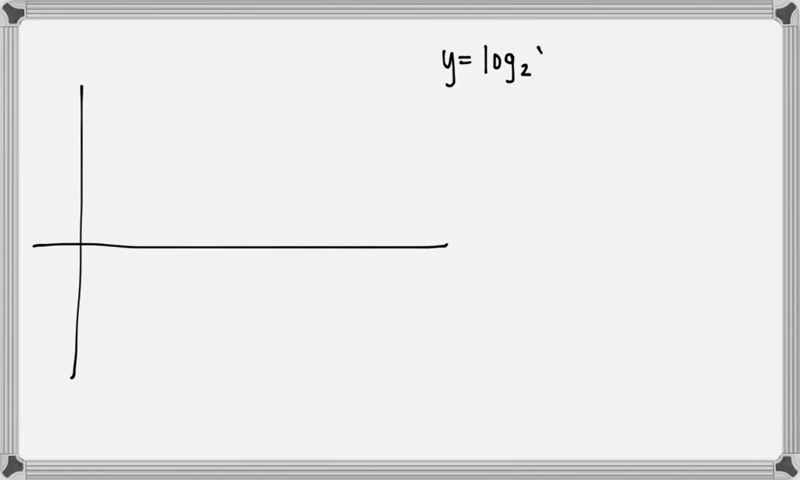 y = log₂